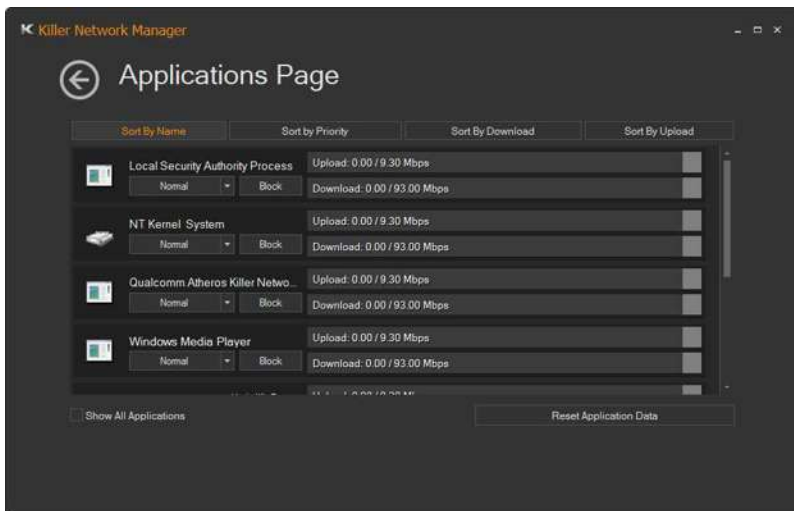 Killer Network Manager
Applications Page
Sort By Name
Sort by Priority
Sort By Download
Sort By Upload
Local Security Authority Process
Normal
Block
Upload: 0.00 / 9.30 Mbps
Download: 0.00 / 93.00 Mbps
NT Kernel System
Normal
Block
Upload: 0.00 / 9.30 Mbps
Download: 0.00 / 93.00 Mbps
Qualcomm Atheros Killer Netwo...
Normal
Block
Upload: 0.00 / 9.30 Mbps
Download: 0.00 / 93.00 Mbps
Windows Media Player
Normal
Block
Upload: 0.00 / 9.30 Mbps
Download: 0.00 / 93.00 Mbps
Show All Applications
Reset Application Data